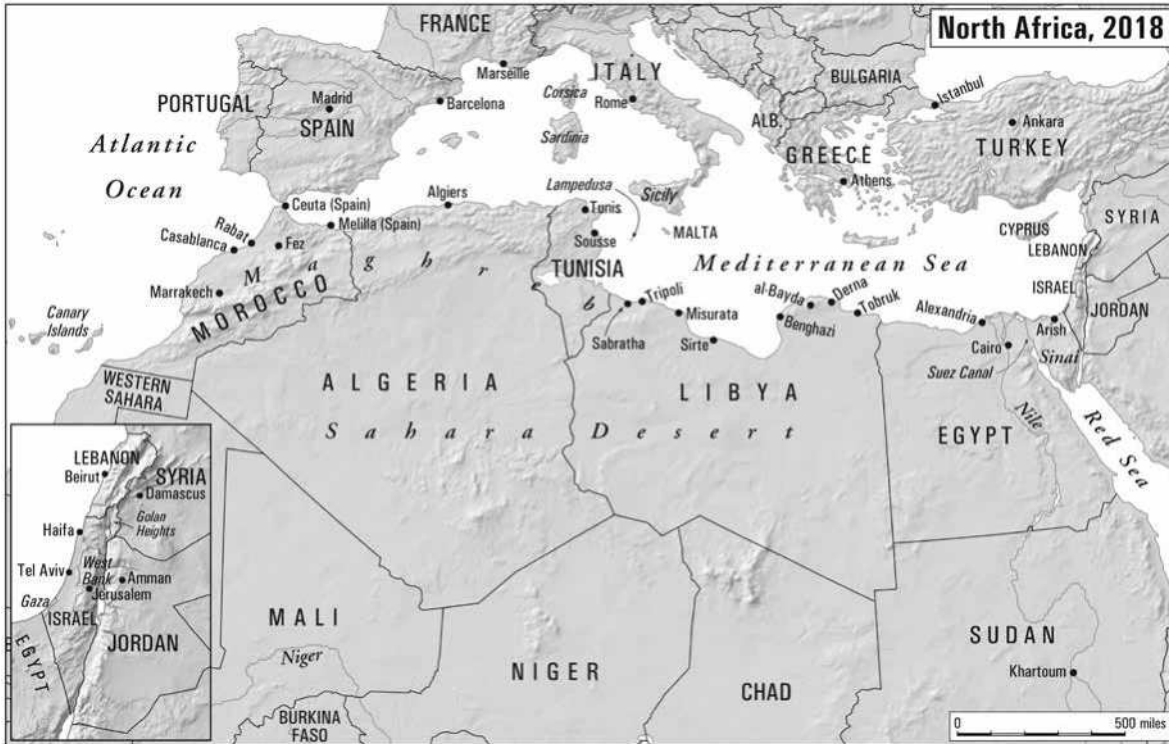 North Africa, 2018
FRANCE
Marseille
ITALY
Corsica
Rome
Sardinia
BULGARIA
Istanbul
PORTUGAL
Madrid
SPAIN
Barcelona
ALB.
GREECE
Athens
Ankara
TURKEY
Atlantic
Ocean
Ceuta (Spain)
Melilla (Spain)
Algiers
Lampedusa
Sicily
Tunis
Sousse
MALTA
CYPRUS
SYRIA
LEBANON
ISRAEL
JORDAN
Rabat
Casablanca
Fez
Marrakech
Maghreb
MOROCCO
TUNISIA
Mediterranean Sea
Canary
Islands
Tripoli
Misurata
Sabratha
Sirte
al-Bayda
Derna
Tobruk
Benghazi
Alexandria
Arish
Cairo
Sinai
Suez Canal
WESTERN
SAHARA
ALGERIA
LIBYA
Sahara Desert
EGYPT
Nile
Red Sea
MALI
Niger
NIGER
CHAD
SUDAN
Khartoum
BURKINA
FASO
0 500 miles
LEBANON
Beirut
SYRIA
Damascus
Golan
Heights
Haifa
Tel Aviv
West
Bank
Amman
Jerusalem
Gaza
ISRAEL
JORDAN
EGYPT